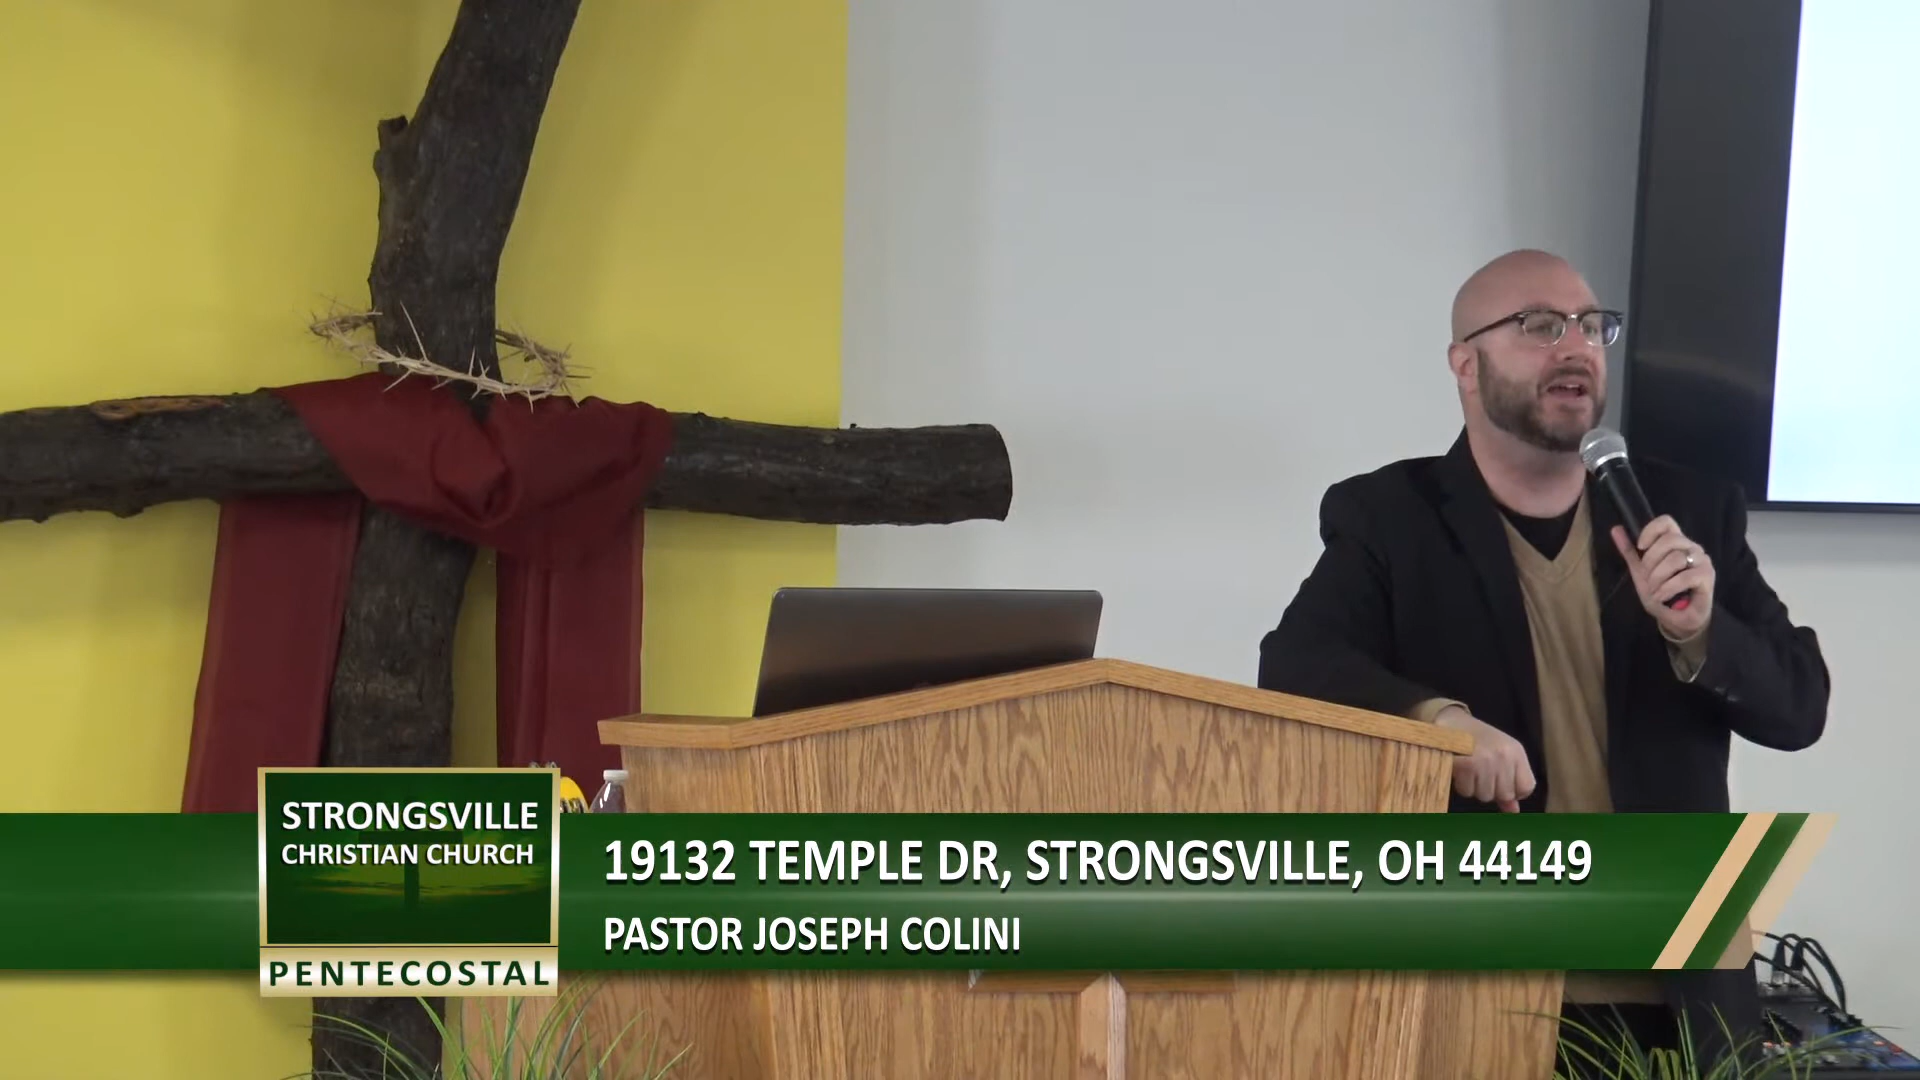 STRONGSVILLE
CHRISTIAN CHURCH
PENTECOSTAL
19132 TEMPLE DR, STRONGSVILLE, OH 44149
PASTOR JOSEPH COLINI